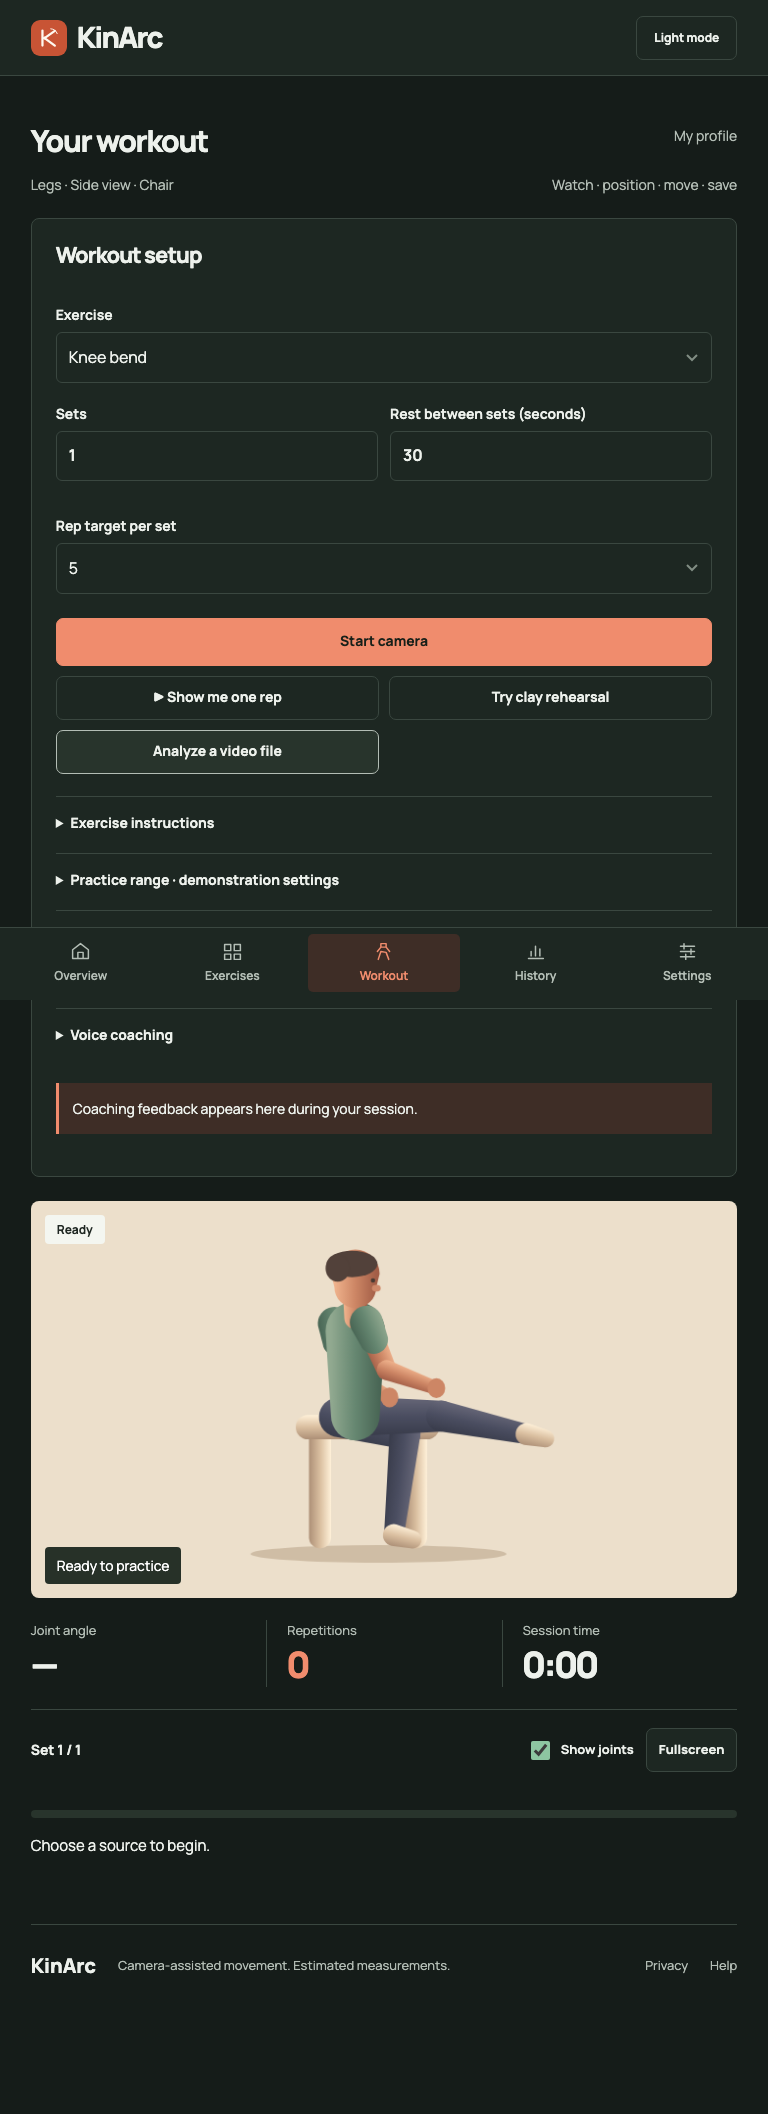 KinArc
Light mode
Your workout
My profile
Legs · Side view · Chair
Watch · position · move · save
Workout setup
Exercise
Knee bend
Sets
Rest between sets (seconds)
1
30
Rep target per set
5
Start camera
Show me one rep
Try clay rehearsal
Analyze a video file
Exercise instructions
Practice range · demonstration settings
Overview
Exercises
Workout
History
Settings
Voice coaching
Coaching feedback appears here during your session.
Ready
Ready to practice
Joint angle
Repetitions
Session time
—
0
0:00
Set 1 / 1
Show joints
Fullscreen
Choose a source to begin.
KinArc
Camera-assisted movement. Estimated measurements.
Privacy
Help